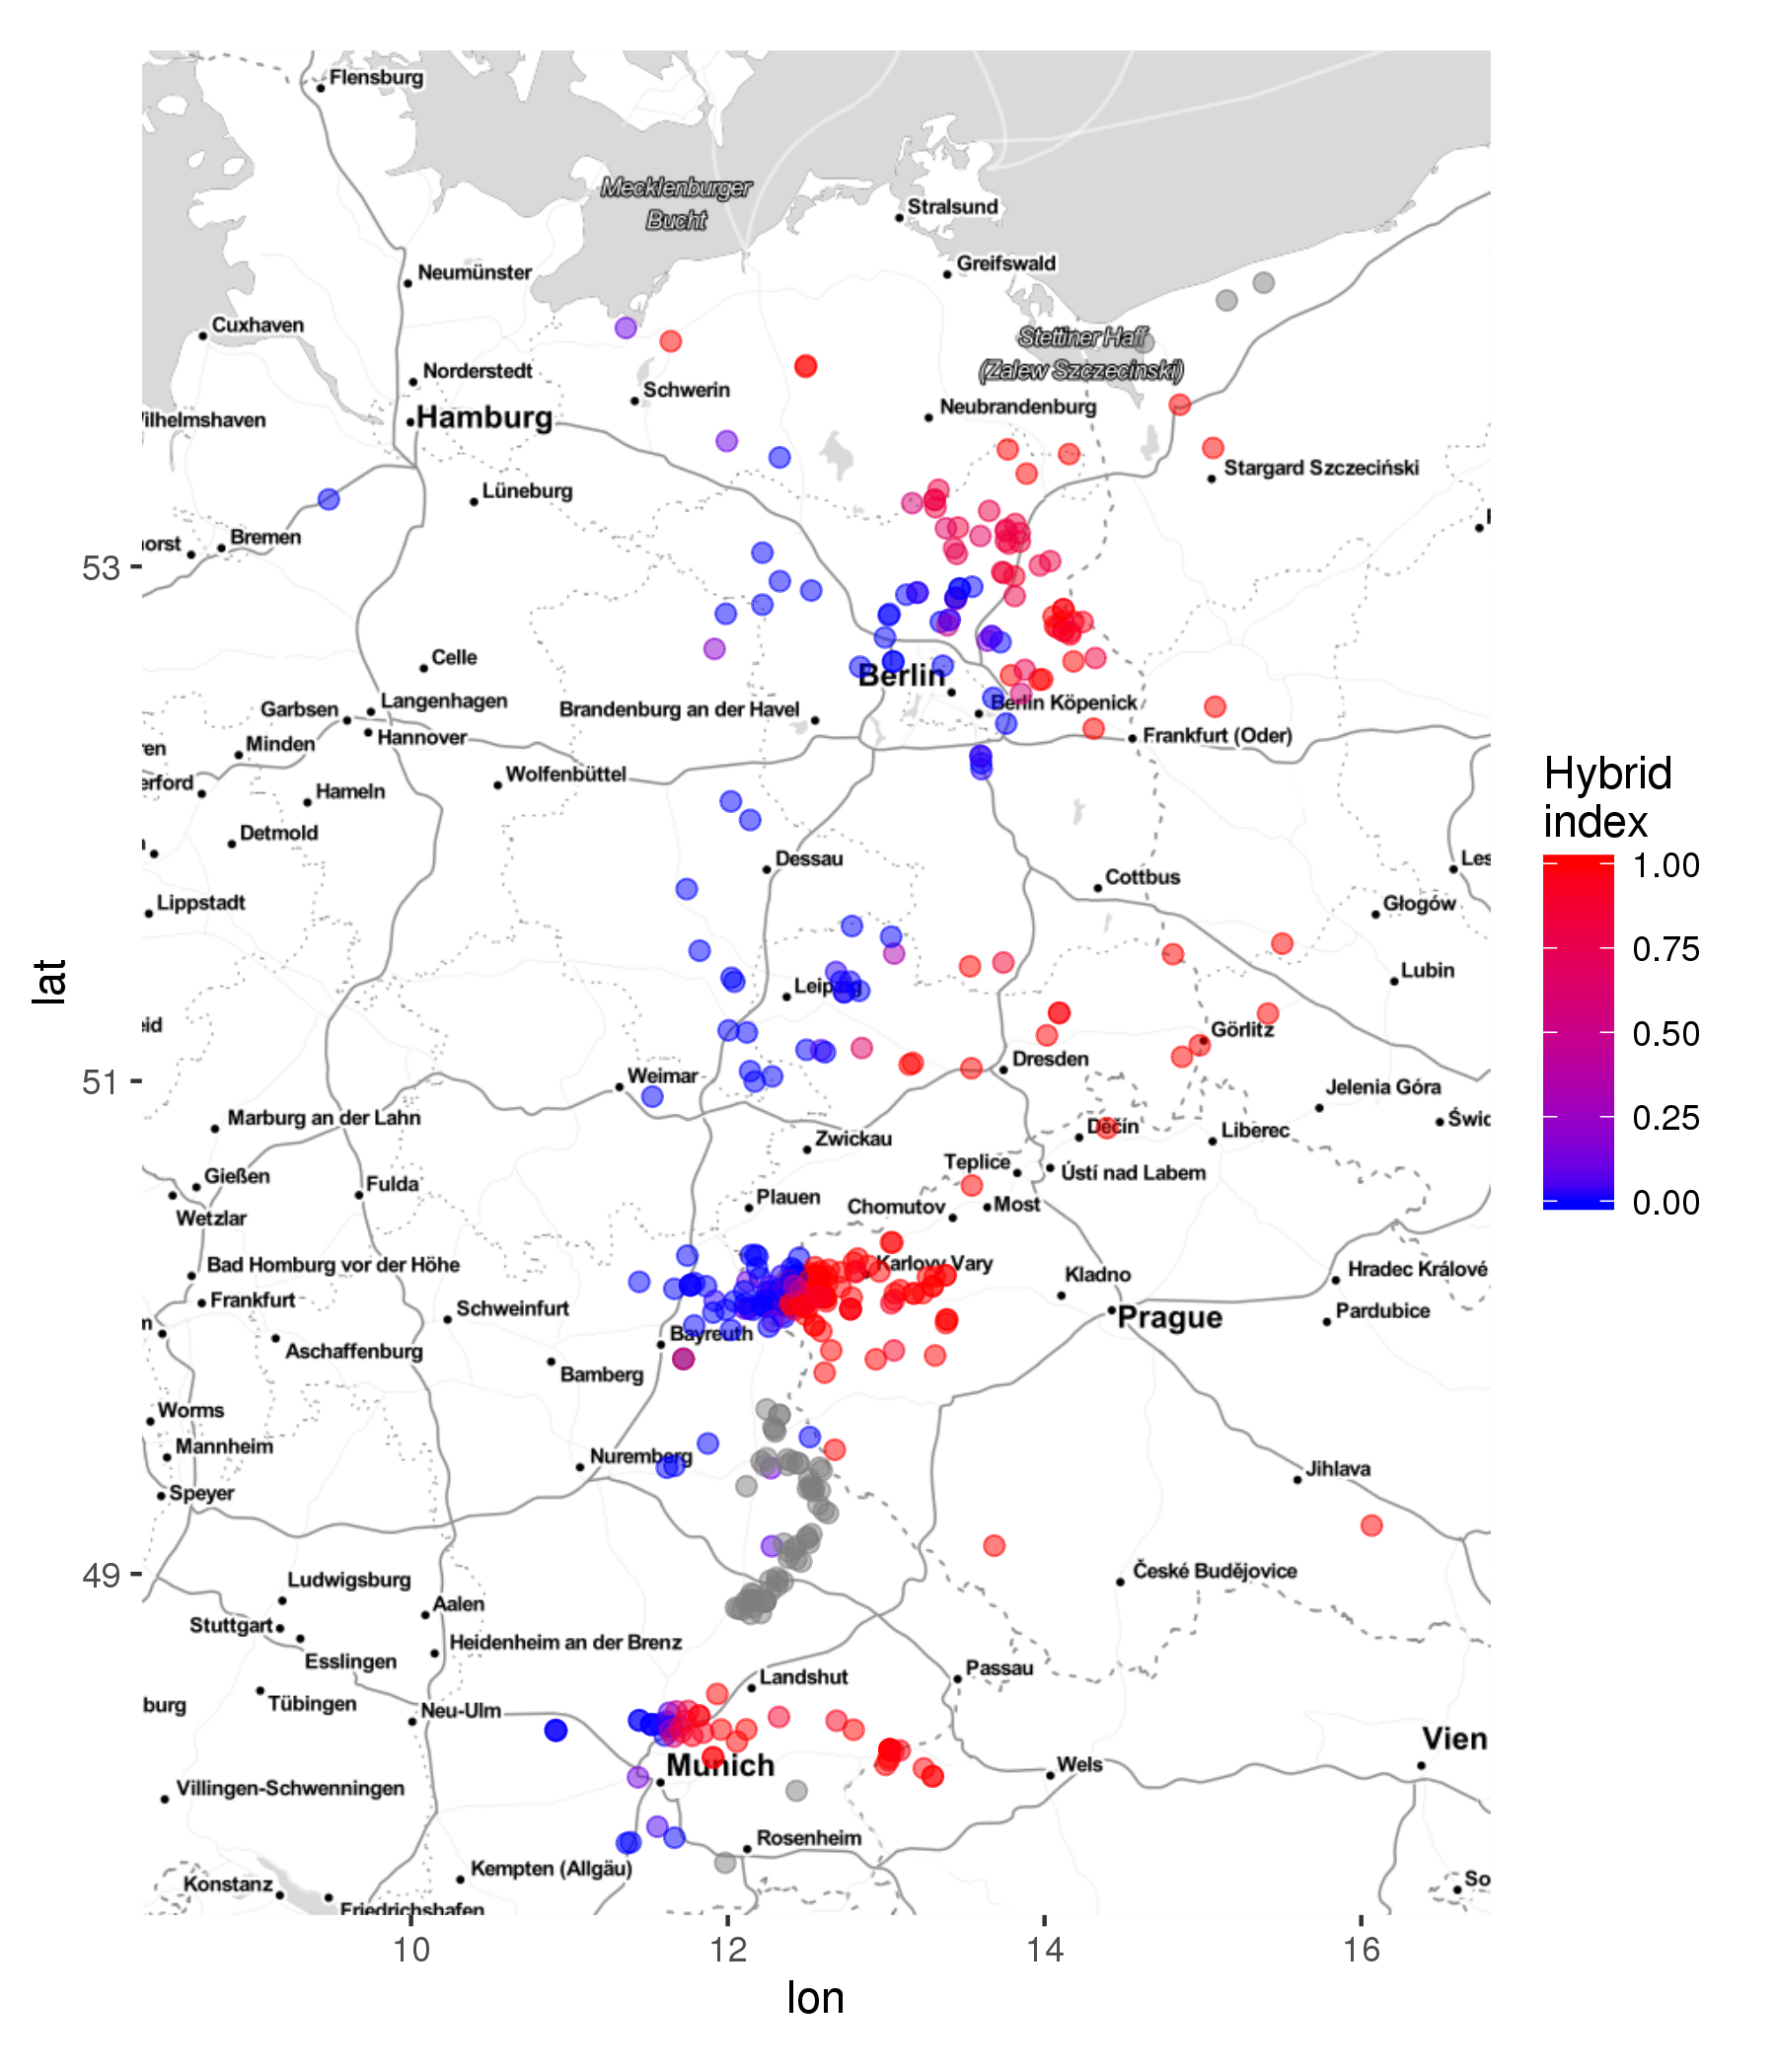 Flensburg
Mecklenburger
Bucht
Stralsund
Greifswald
Neumünster
Cuxhaven
Stettiner Haff
(Zalew Szczecinski)
Norderstedt
Schwerin
Neubrandenburg
ilhelmshaven
Hamburg
Stargard Szczeciński
Lüneburg
Bremen
orst
53
Celle
Berlin
Langenhagen
Garbsen
Brandenburg an der Havel
Berlin Köpenick
Frankfurt (Oder)
Hannover
Minden
ren
Wolfenbüttel
erford
Hameln
Detmold
Dessau
Les
Cottbus
Lippstadt
Głogów
Lubin
Leipzig
eid
Görlitz
Dresden
51
Weimar
Jelenia Góra
Marburg an der Lahn
Świd
Děčín
Liberec
Zwickau
Teplice
Ústí nad Labem
Gießen
Fulda
Plauen
Chomutov
Most
Wetzlar
Bad Homburg vor der Höhe
Karlovy Vary
Hradec Králové
Kladno
Frankfurt
Schweinfurt
Prague
Pardubice
Bayreuth
Aschaffenburg
Bamberg
Worms
Mannheim
Nuremberg
Jihlava
Speyer
49
Ludwigsburg
České Budějovice
Aalen
Stuttgart
Heidenheim an der Brenz
Esslingen
Passau
Landshut
Tübingen
burg
Neu-Ulm
Vien
Munich
Wels
Villingen-Schwenningen
Rosenheim
Kempten (Allgäu)
Konstanz
So
Friedrichshafen
10
12
14
16
lon
lat
Hybrid
index
1.00
0.75
0.50
0.25
0.00